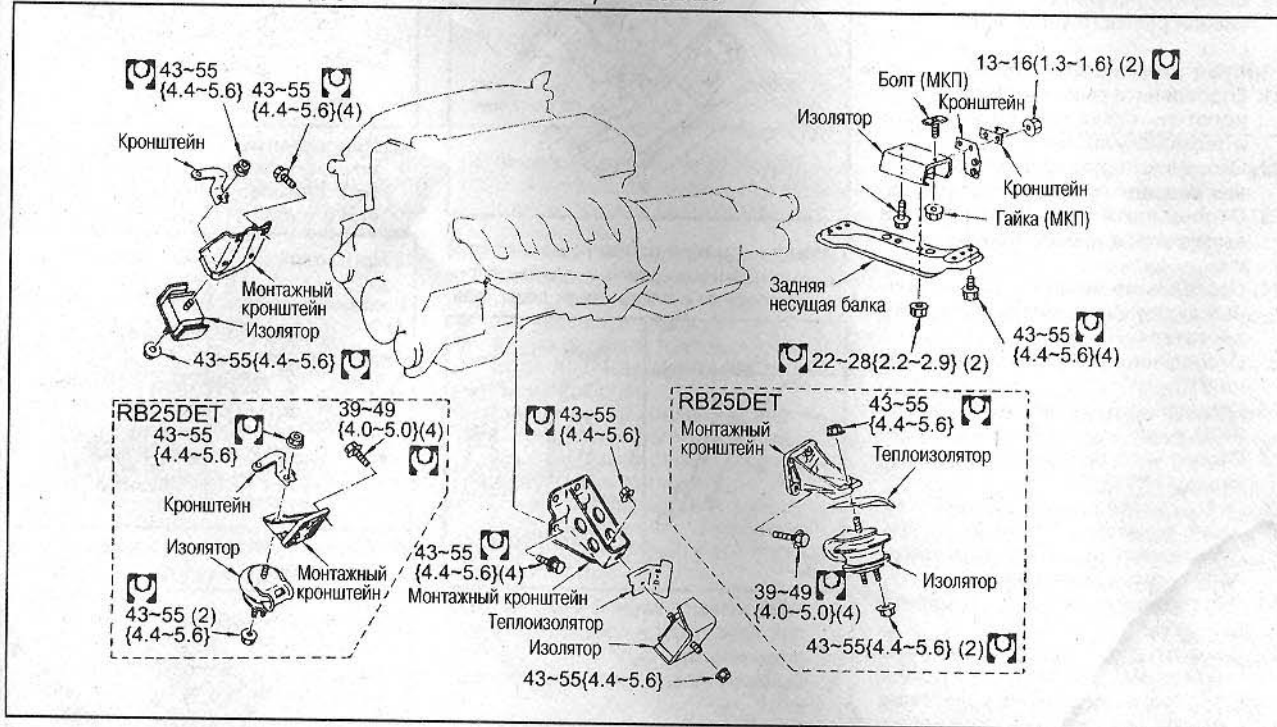 43~55
{4.4~5.6}
43~55
{4.4~5.6}(4)
Кронштейн
Монтажный
кронштейн
Изолятор
43~55{4.4~5.6}
13~16{1.3~1.6} (2)
Болт (МКП)
Кронштейн
Изолятор
Кронштейн
Гайка (МКП)
Задняя
несущая балка
43~55
{4.4~5.6}(4)
22~28{2.2~2.9} (2)
RB25DET
43~55
{4.4~5.6}
39~49
{4.0~5.0}(4)
Кронштейн
Изолятор
Монтажный
кронштейн
43~55 (2)
{4.4~5.6}
43~55
{4.4~5.6}
43~55
{4.4~5.6}(4)
Монтажный кронштейн
Теплоизолятор
Изолятор
43~55{4.4~5.6}
RB25DET
43~55
{4.4~5.6}
Монтажный
кронштейн
Теплоизолятор
39~49
{4.0~5.0}(4)
Изолятор
43~55{4.4~5.6} (2)